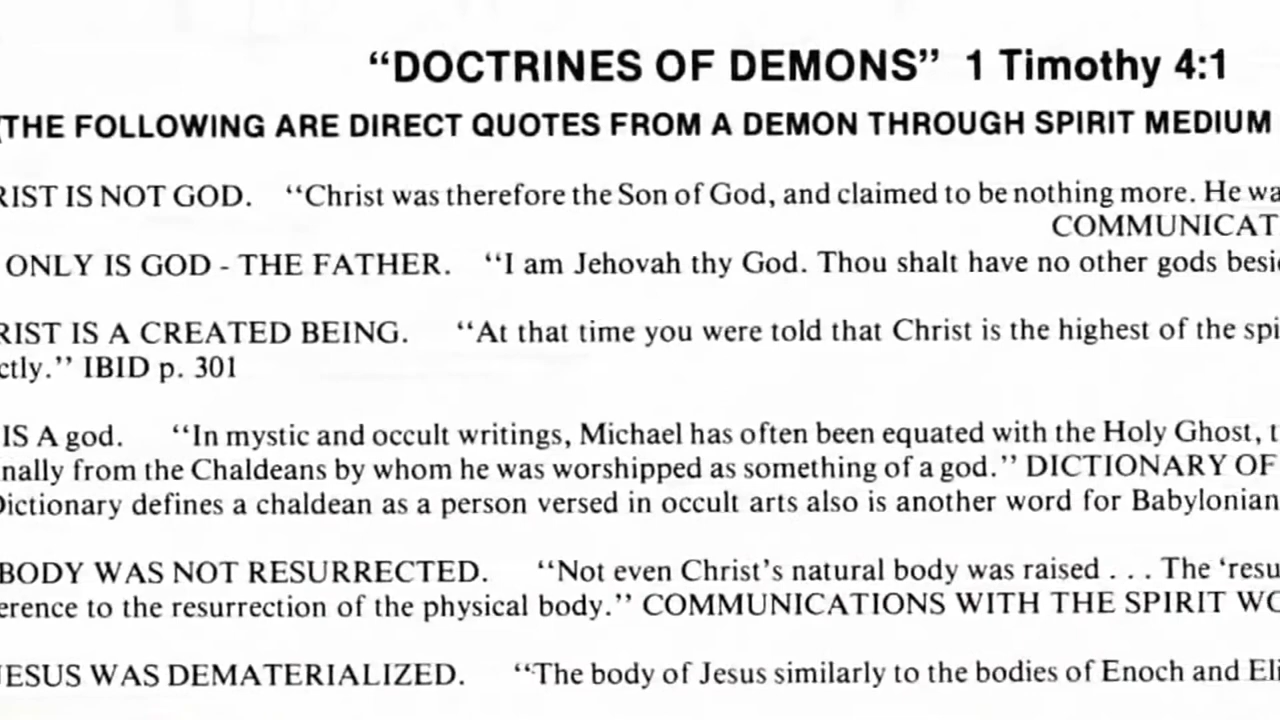 “DOCTRINES OF DEMONS” 1 Timothy 4:1
(THE FOLLOWING ARE DIRECT QUOTES FROM A DEMON THROUGH SPIRIT MEDIUM
RIST IS NOT GOD. “Christ was therefore the Son of God, and claimed to be nothing more. He wa
COMMUNICAT
ONLY IS GOD - THE FATHER. “I am Jehovah thy God. Thou shalt have no other gods besi
RIST IS A CREATED BEING. “At that time you were told that Christ is the highest of the spi
ctly.” IBID p. 301
IS A god. “In mystic and occult writings, Michael has often been equated with the Holy Ghost, t
nally from the Chaldeans by whom he was worshipped as something of a god.” DICTIONARY OF
Dictionary defines a chaldean as a person versed in occult arts also is another word for Babylonian
BODY WAS NOT RESURRECTED. “Not even Christ’s natural body was raised . . . The ‘resu
erence to the resurrection of the physical body.” COMMUNICATIONS WITH THE SPIRIT WO
JESUS WAS DEMATERIALIZED. “The body of Jesus similarly to the bodies of Enoch and Eli